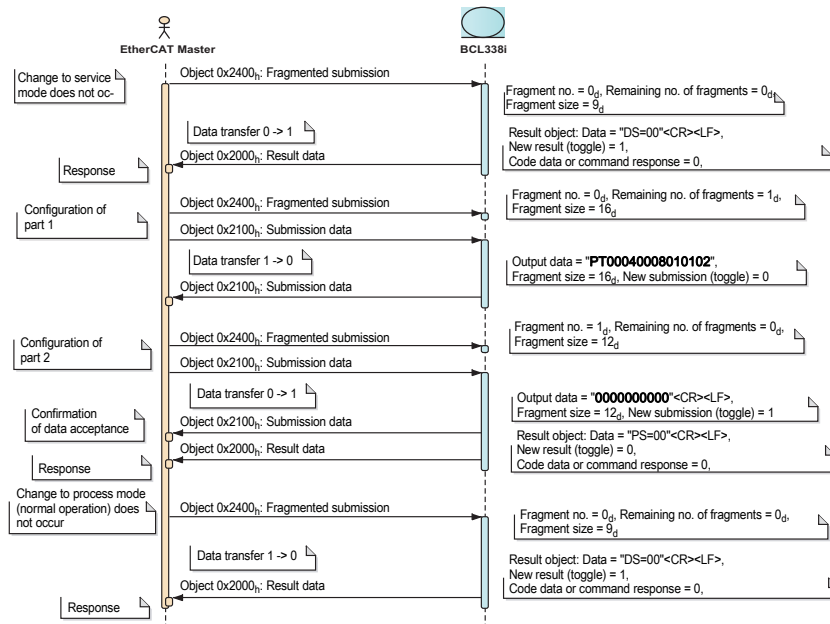 EtherCAT Master
BCL338i
Change to service
mode does not oc-
Object 0x2400h: Fragmented submission
Fragment no. = 0d, Remaining no. of fragments = 0d,
Fragment size = 9d
Data transfer 0 -> 1
Result object: Data = "DS=00"<CR><LF>,
New result (toggle) = 1,
Code data or command response = 0,
Object 0x2000h: Result data
Response
Configuration of
part 1
Object 0x2400h: Fragmented submission
Fragment no. = 0d, Remaining no. of fragments = 1d,
Fragment size = 16d
Object 0x2100h: Submission data
Data transfer 1 -> 0
Output data = "PT00040008010102",
Fragment size = 16d, New submission (toggle) = 0
Object 0x2100h: Submission data
Configuration of
part 2
Object 0x2400h: Fragmented submission
Fragment no. = 1d, Remaining no. of fragments = 0d,
Fragment size = 12d
Object 0x2100h: Submission data
Data transfer 0 -> 1
Output data = "0000000000"<CR><LF>,
Fragment size = 12d, New submission (toggle) = 1
Confirmation
of data acceptance
Object 0x2100h: Submission data
Result object: Data = "PS=00"<CR><LF>,
New result (toggle) = 0,
Code data or command response = 0,
Object 0x2000h: Result data
Response
Change to process mode
(normal operation) does
not occur
Object 0x2400h: Fragmented submission
Fragment no. = 0d, Remaining no. of fragments = 0d,
Fragment size = 9d
Data transfer 1 -> 0
Result object: Data = "DS=00"<CR><LF>,
New result (toggle) = 1,
Code data or command response = 0,
Object 0x2000h: Result data
Response